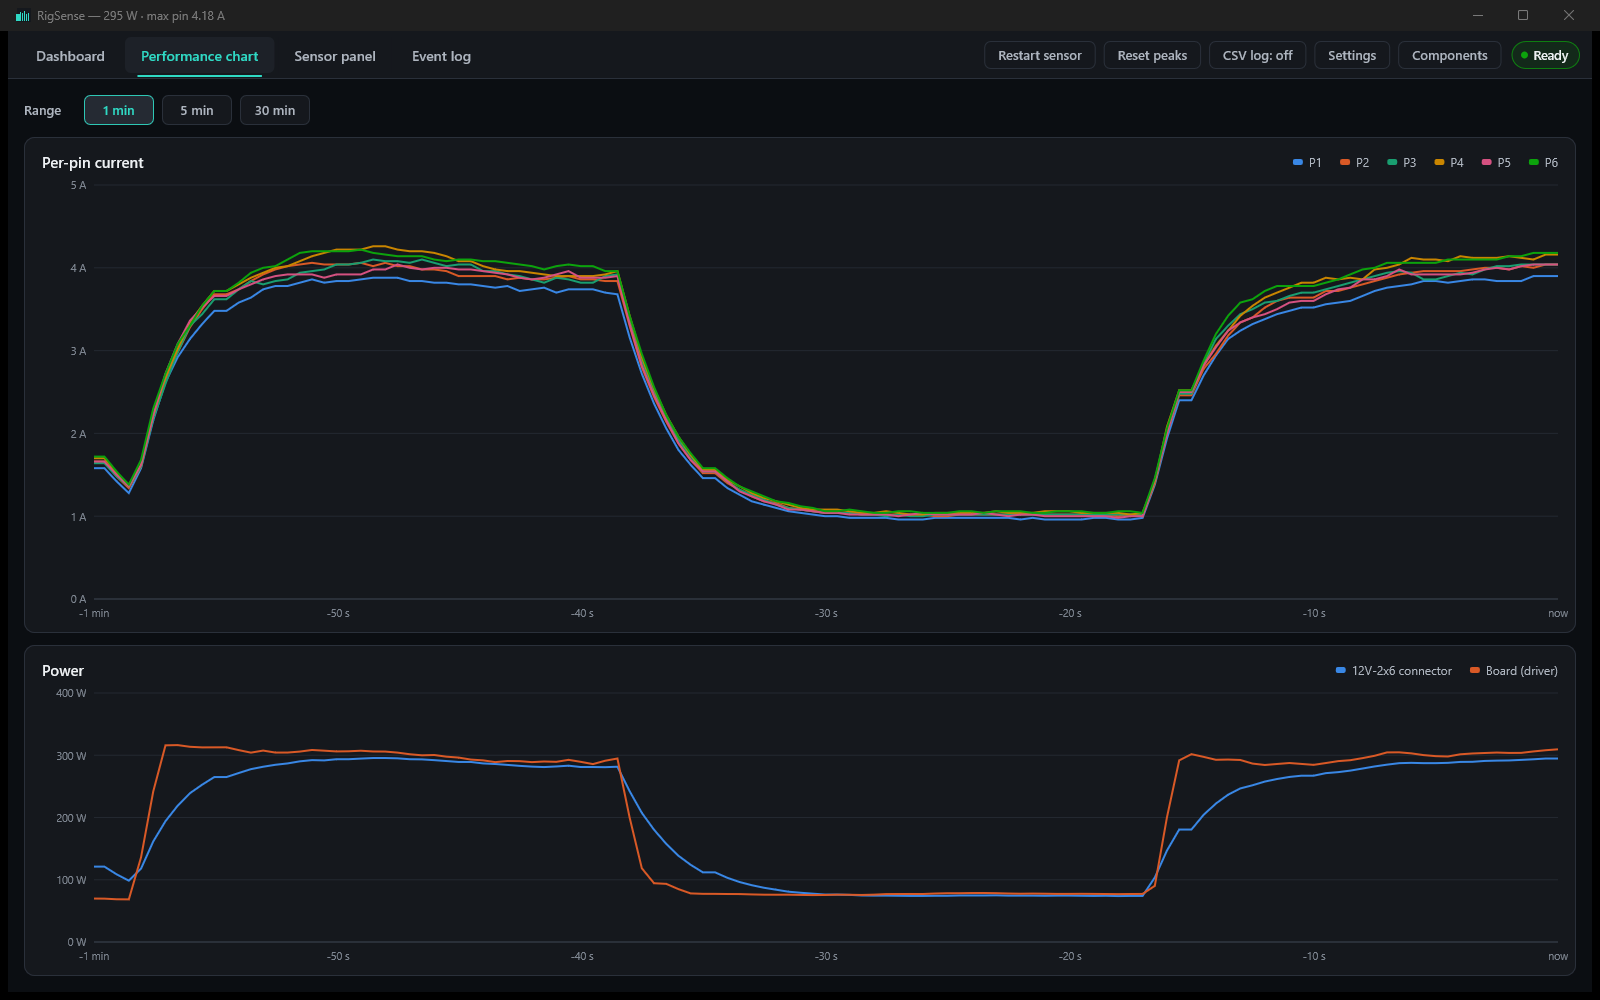 RigSense — 295 W · max pin 4.18 A
Dashboard Performance chart Sensor panel Event log Restart sensor Reset peaks CSV log: off Settings Components Ready
Range 1 min 5 min 30 min
Per-pin current P1 P2 P3 P4 P5 P6
5 A
4 A
3 A
2 A
1 A
0 A
-1 min -50 s -40 s -30 s -20 s -10 s now
Power 12V-2x6 connector Board (driver)
400 W
300 W
200 W
100 W
0 W
-1 min -50 s -40 s -30 s -20 s -10 s now